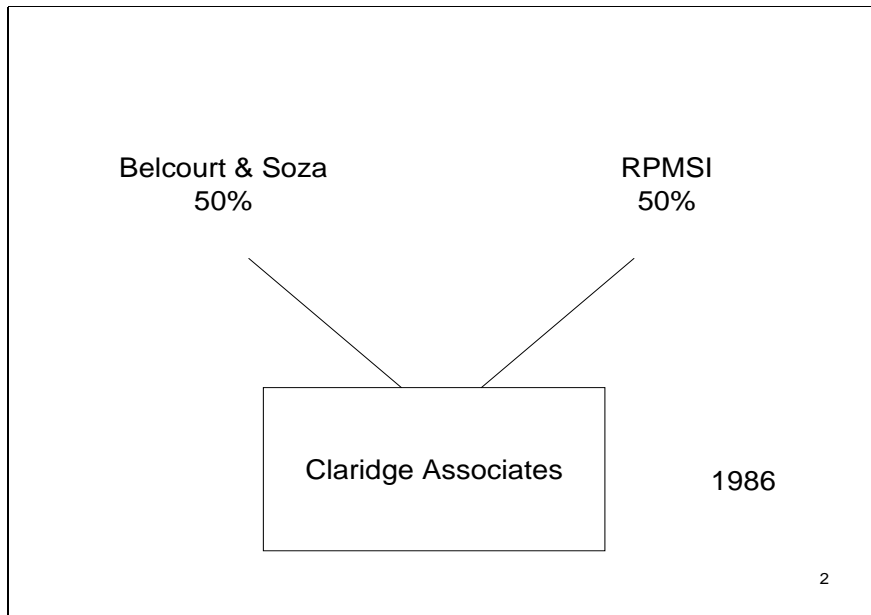 Belcourt & Soza
50%
RPMSI
50%
Claridge Associates
1986
2